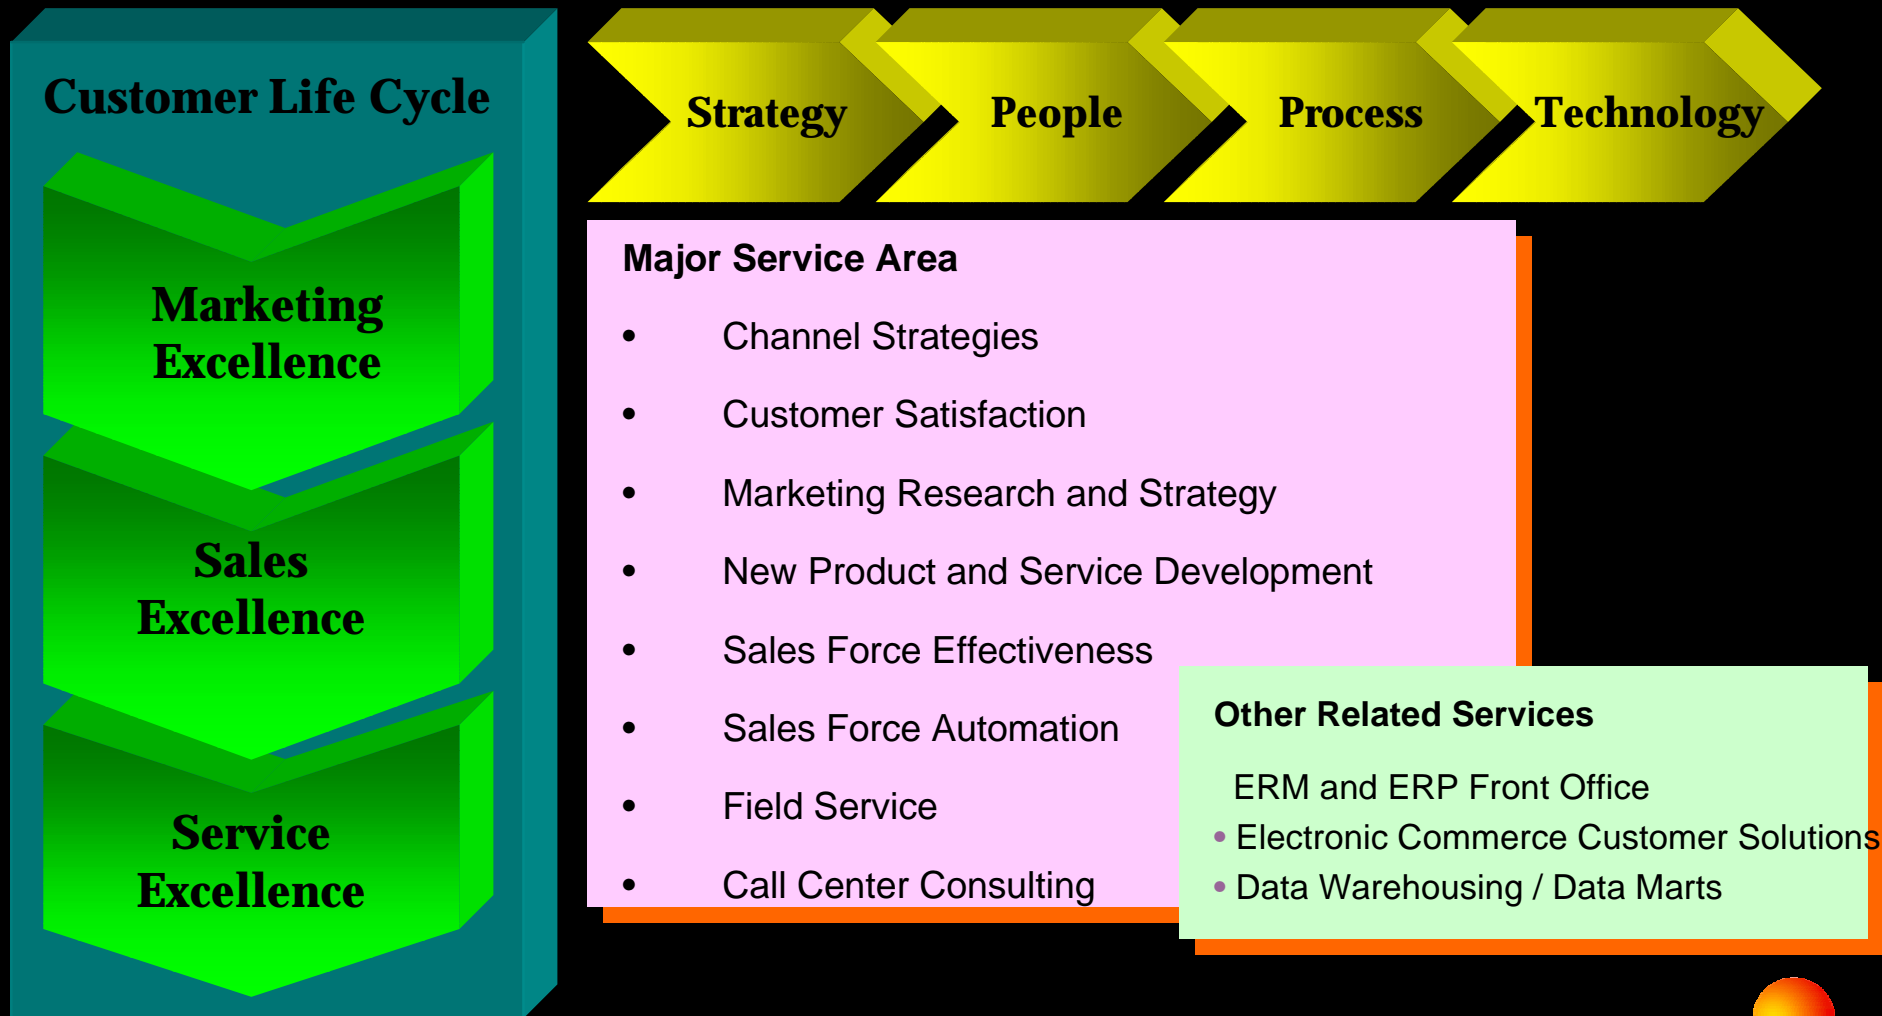 Customer Life Cycle
Marketing
Excellence
Sales
Excellence
Service
Excellence
Strategy
People
Process
Technology
Major Service Area
• Channel Strategies
• Customer Satisfaction
• Marketing Research and Strategy
• New Product and Service Development
• Sales Force Effectiveness
• Sales Force Automation
• Field Service
• Call Center Consulting
Other Related Services
ERM and ERP Front Office
• Electronic Commerce Customer Solutions
• Data Warehousing / Data Marts